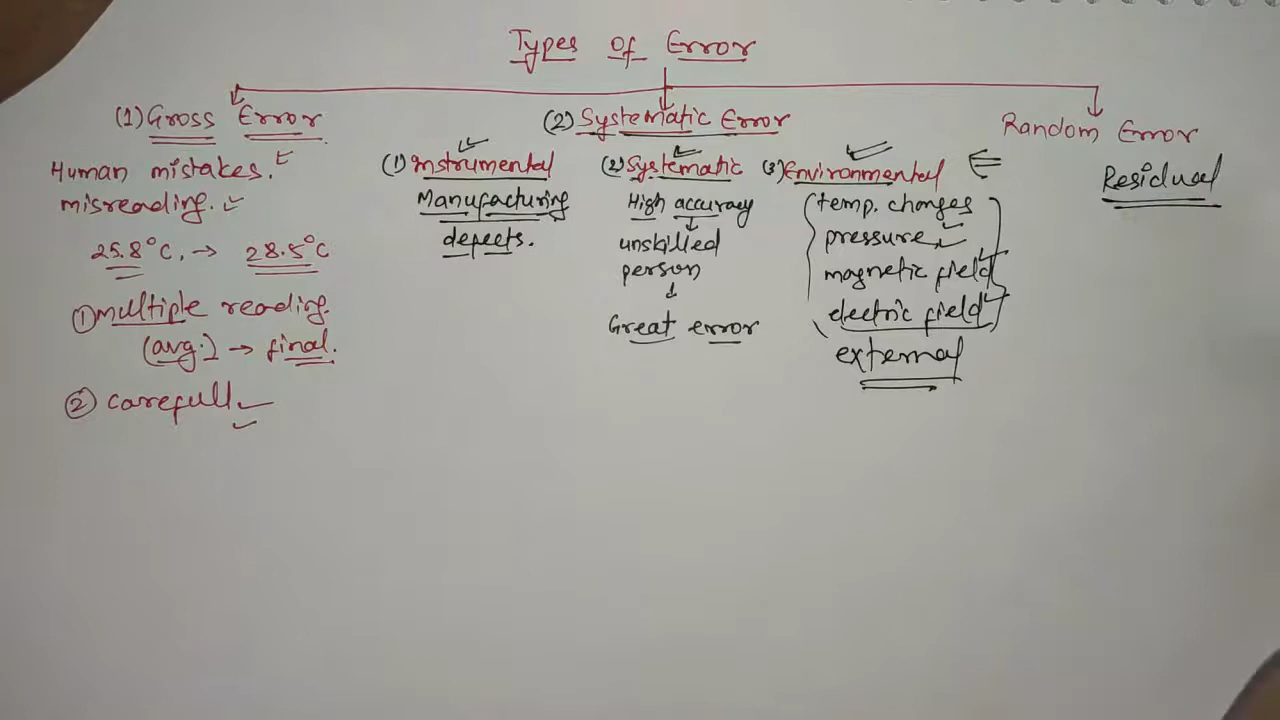 Types of Error
(1) Gross Error
Human mistakes.
misreading.
25.8°C, → 28.5°C
① multiple reading.
(avg.) → final.
② carefull
(2) Systematic Error
(1) Instrumental
Manufacturing
defects.
(2) Systematic
High accuracy
↓
unskilled
person
↓
Great error
(3) Environmental
(temp. changes
pressure
magnetic field
electric field)
external
Random Error
Residual